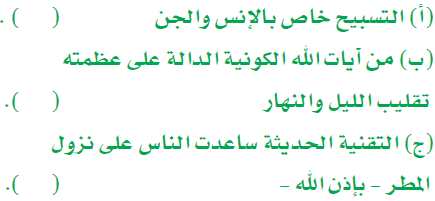 (أ) التسبيح خاص بالإنس والجن ( ) .
(ب) من آيات الله الكونية الدالة على عظمته
تقليب الليل والنهار ( ) .
(ج) التقنية الحديثة ساعدت الناس على نزول
المطر - بإذن الله - ( ) .